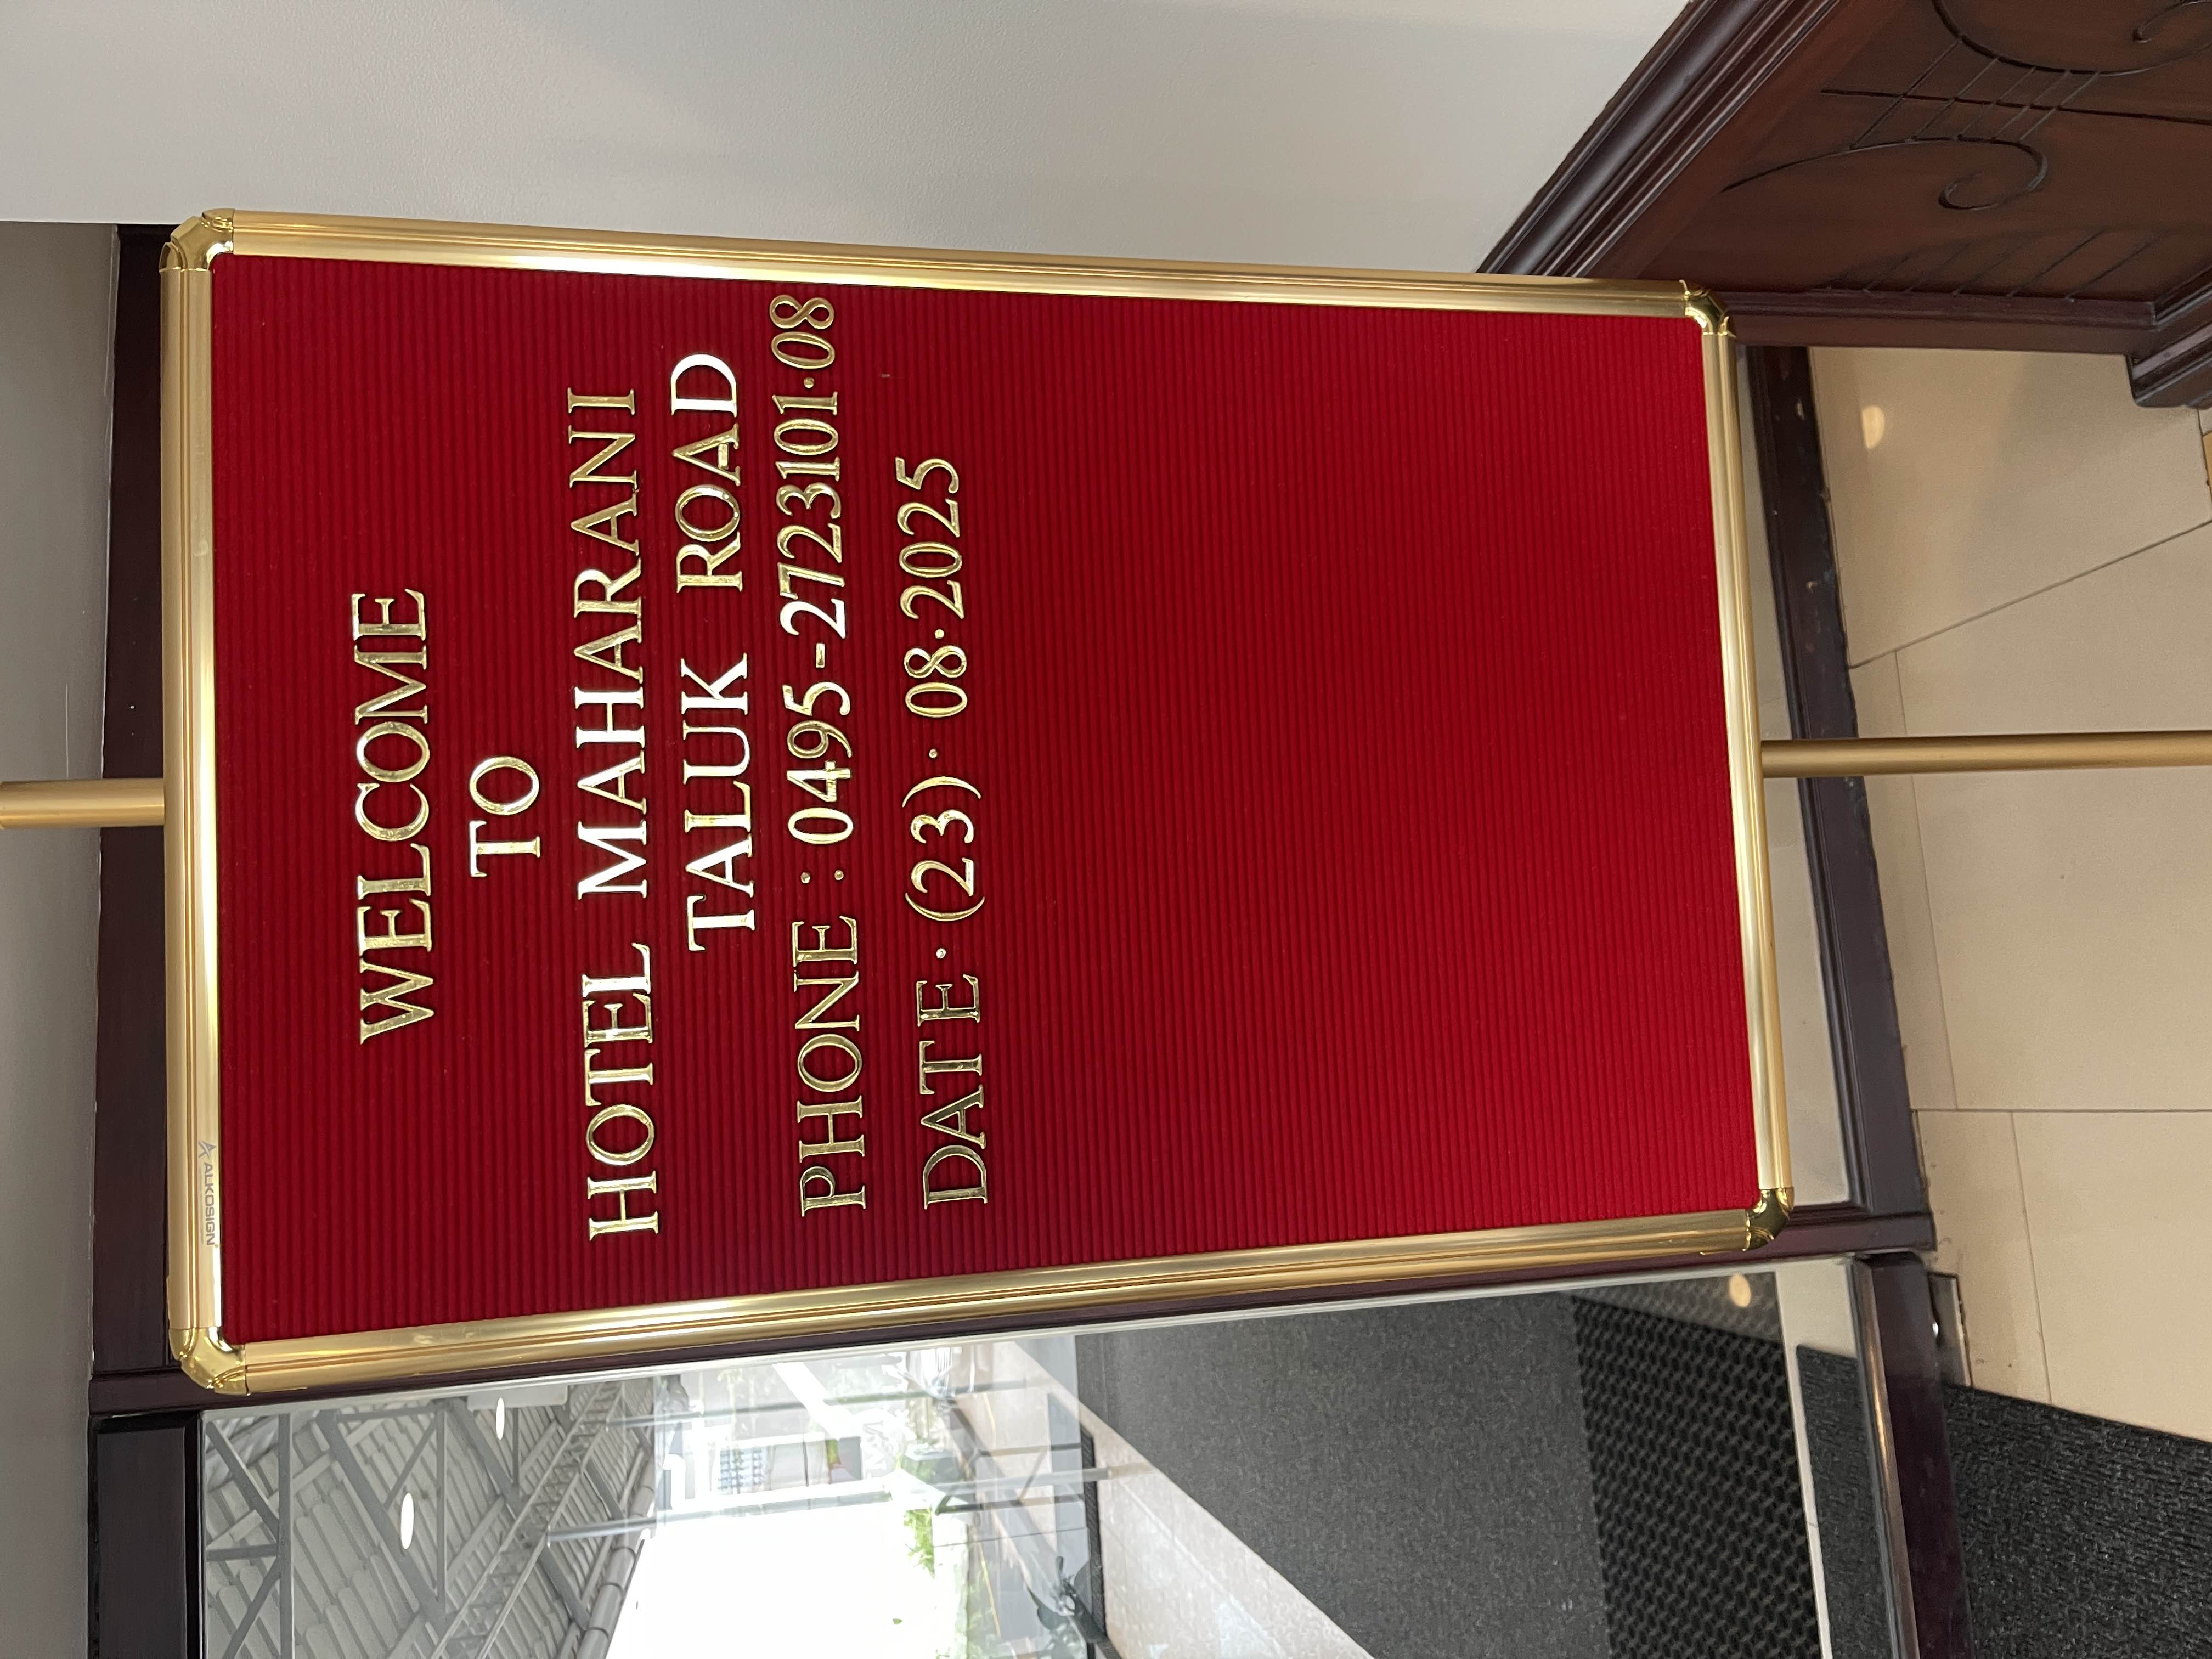 WELCOME
TO
HOTEL MAHARANI
TALUK ROAD
PHONE : 0495-2723101·08
DATE · (23) · 08·2025
ALKOSIGN